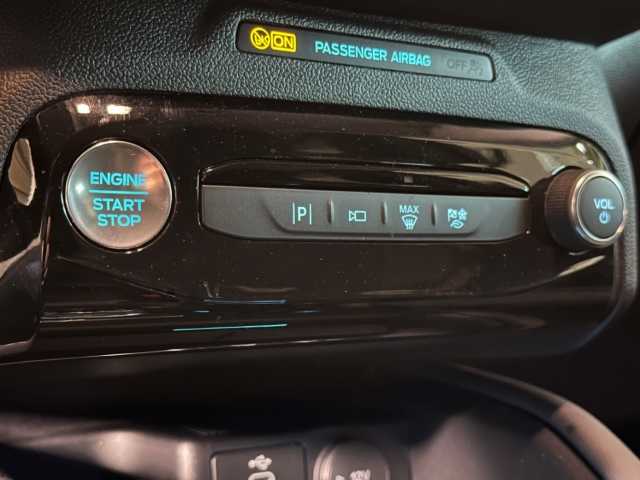 ON PASSENGER AIRBAG OFF
ENGINE
START
STOP
P
MAX
VOL